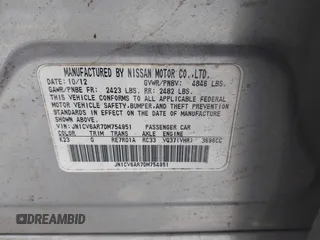 MANUFACTURED BY NISSAN MOTOR CO.,LTD.
DATE: 10/12 GVWR/PNBV: 4846 LBS.
GAWR/PNBE FR: 2423 LBS. RR: 2482 LBS.
THIS VEHICLE CONFORMS TO ALL APPLICABLE
FEDERAL MOTOR VEHICLE SAFETY, BUMPER, AND THEFT PREVENTION
STANDARDS IN EFFECT ON THE DATE OF MANUFACTURE SHOWN ABOVE.
VIN: JN1CV6AR7DM754951 PASSENGER CAR
COLOR TRIM TRANS AXLE ENGINE
K23 G RE7R01A RC33 VQ37(VHR) 3696CC
JN1CV6AR7DM754951
DREAMBID